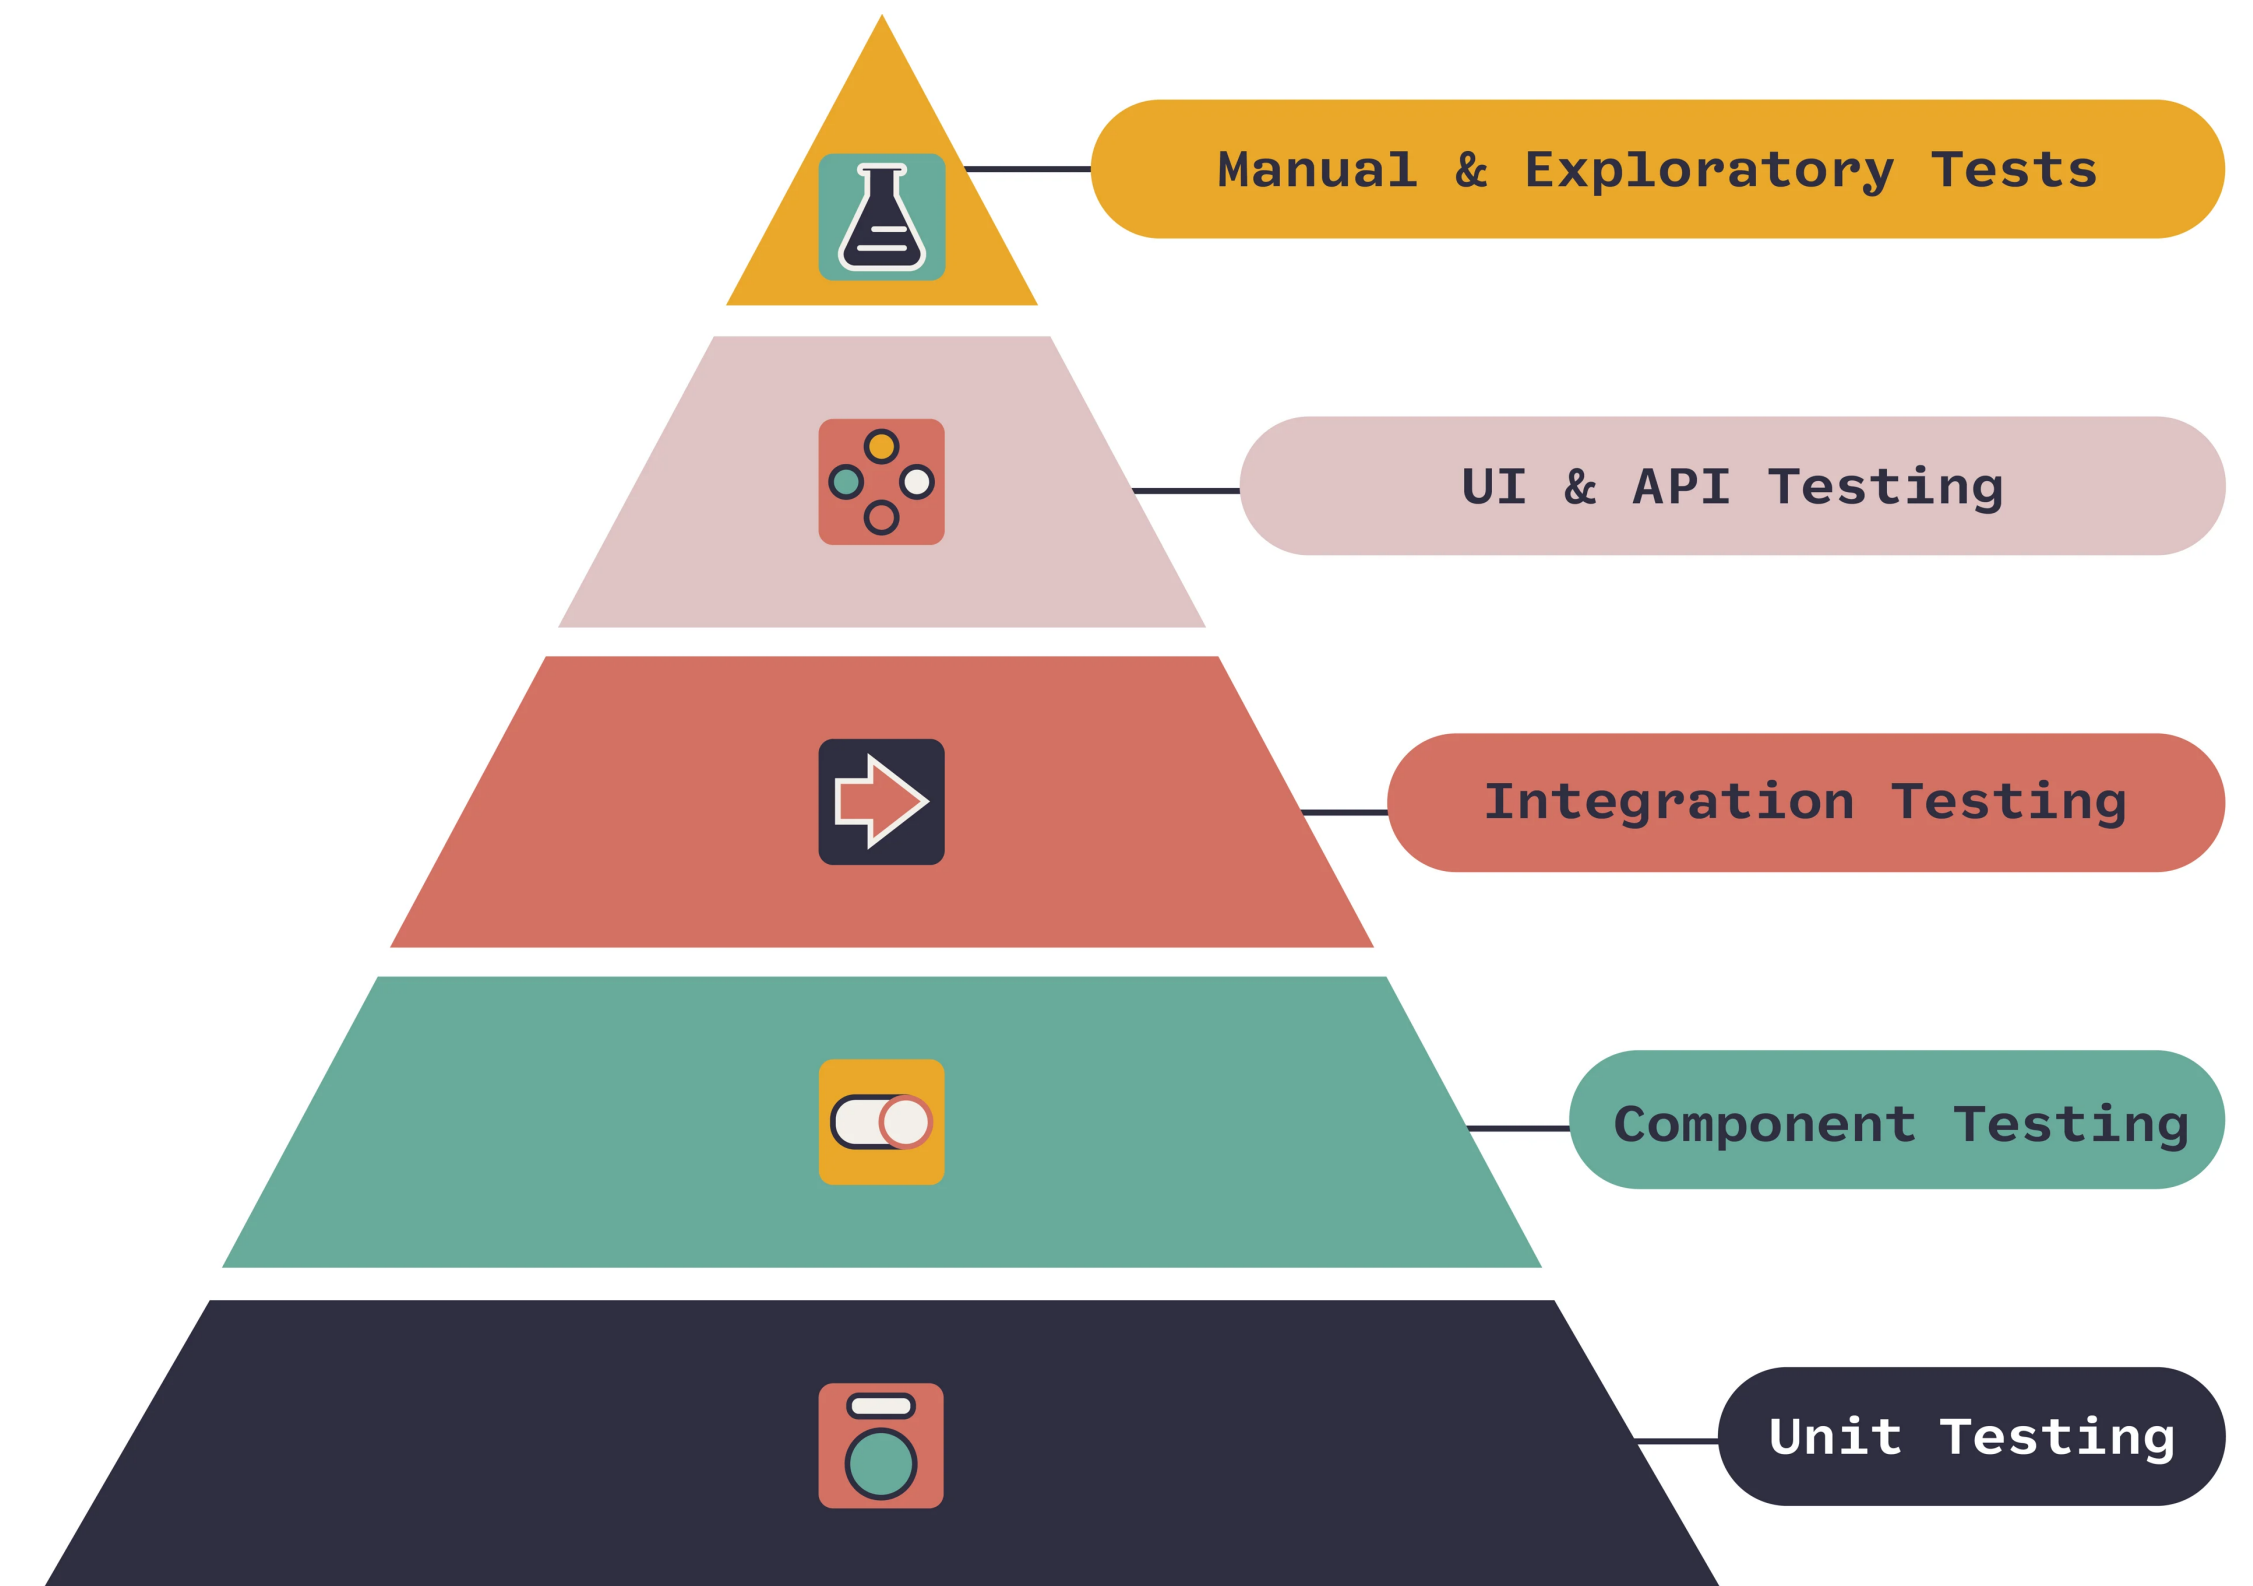 Manual & Exploratory Tests
UI & API Testing
Integration Testing
Component Testing
Unit Testing